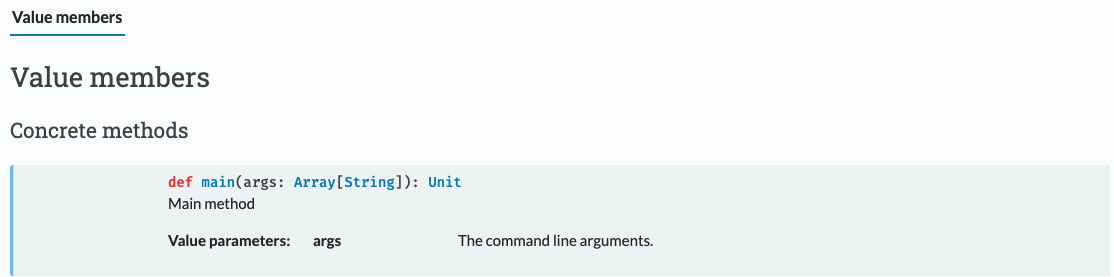 Value members
Value members
Concrete methods
def main(args: Array[String]): Unit
Main method
Value parameters: args The command line arguments.